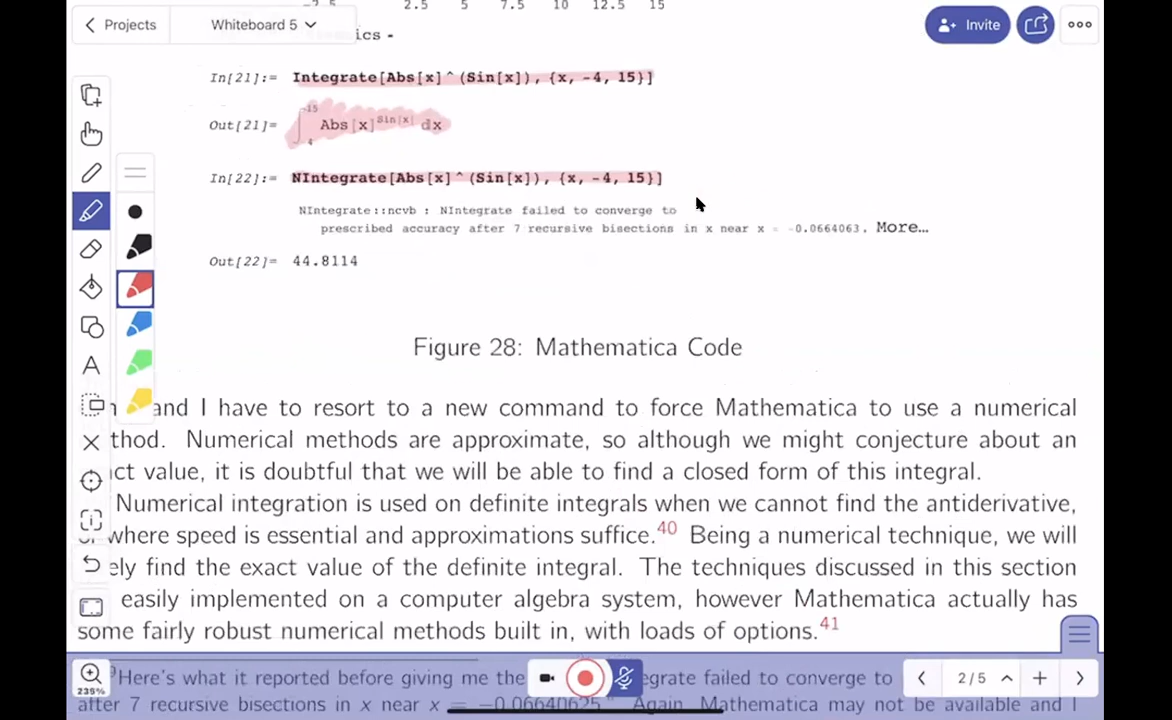 -2.5 2.5 5 7.5 10 12.5 15
Projects
Whiteboard 5
Invite
ics -
In[21]:= Integrate[Abs[x]^(Sin[x]), {x, -4, 15}]
Out[21]= ∫ -4 15 Abs[x]^Sin[x] dx
In[22]:= NIntegrate[Abs[x]^(Sin[x]), {x, -4, 15}]
NIntegrate::ncvb : NIntegrate failed to converge to
prescribed accuracy after 7 recursive bisections in x near x = -0.0664063. More…
Out[22]= 44.8114
Figure 28: Mathematica Code
and I have to resort to a new command to force Mathematica to use a numerical
thod. Numerical methods are approximate, so although we might conjecture about an
ct value, it is doubtful that we will be able to find a closed form of this integral.
Numerical integration is used on definite integrals when we cannot find the antiderivative,
or where speed is essential and approximations suffice.40 Being a numerical technique, we will
ely find the exact value of the definite integral. The techniques discussed in this section
easily implemented on a computer algebra system, however Mathematica actually has
some fairly robust numerical methods built in, with loads of options.41
Here's what it reported before giving me the egrate failed to converge to
after 7 recursive bisections in x near x = -0.06640625." Again, Mathematica may not be available and I
A
239%
2/5